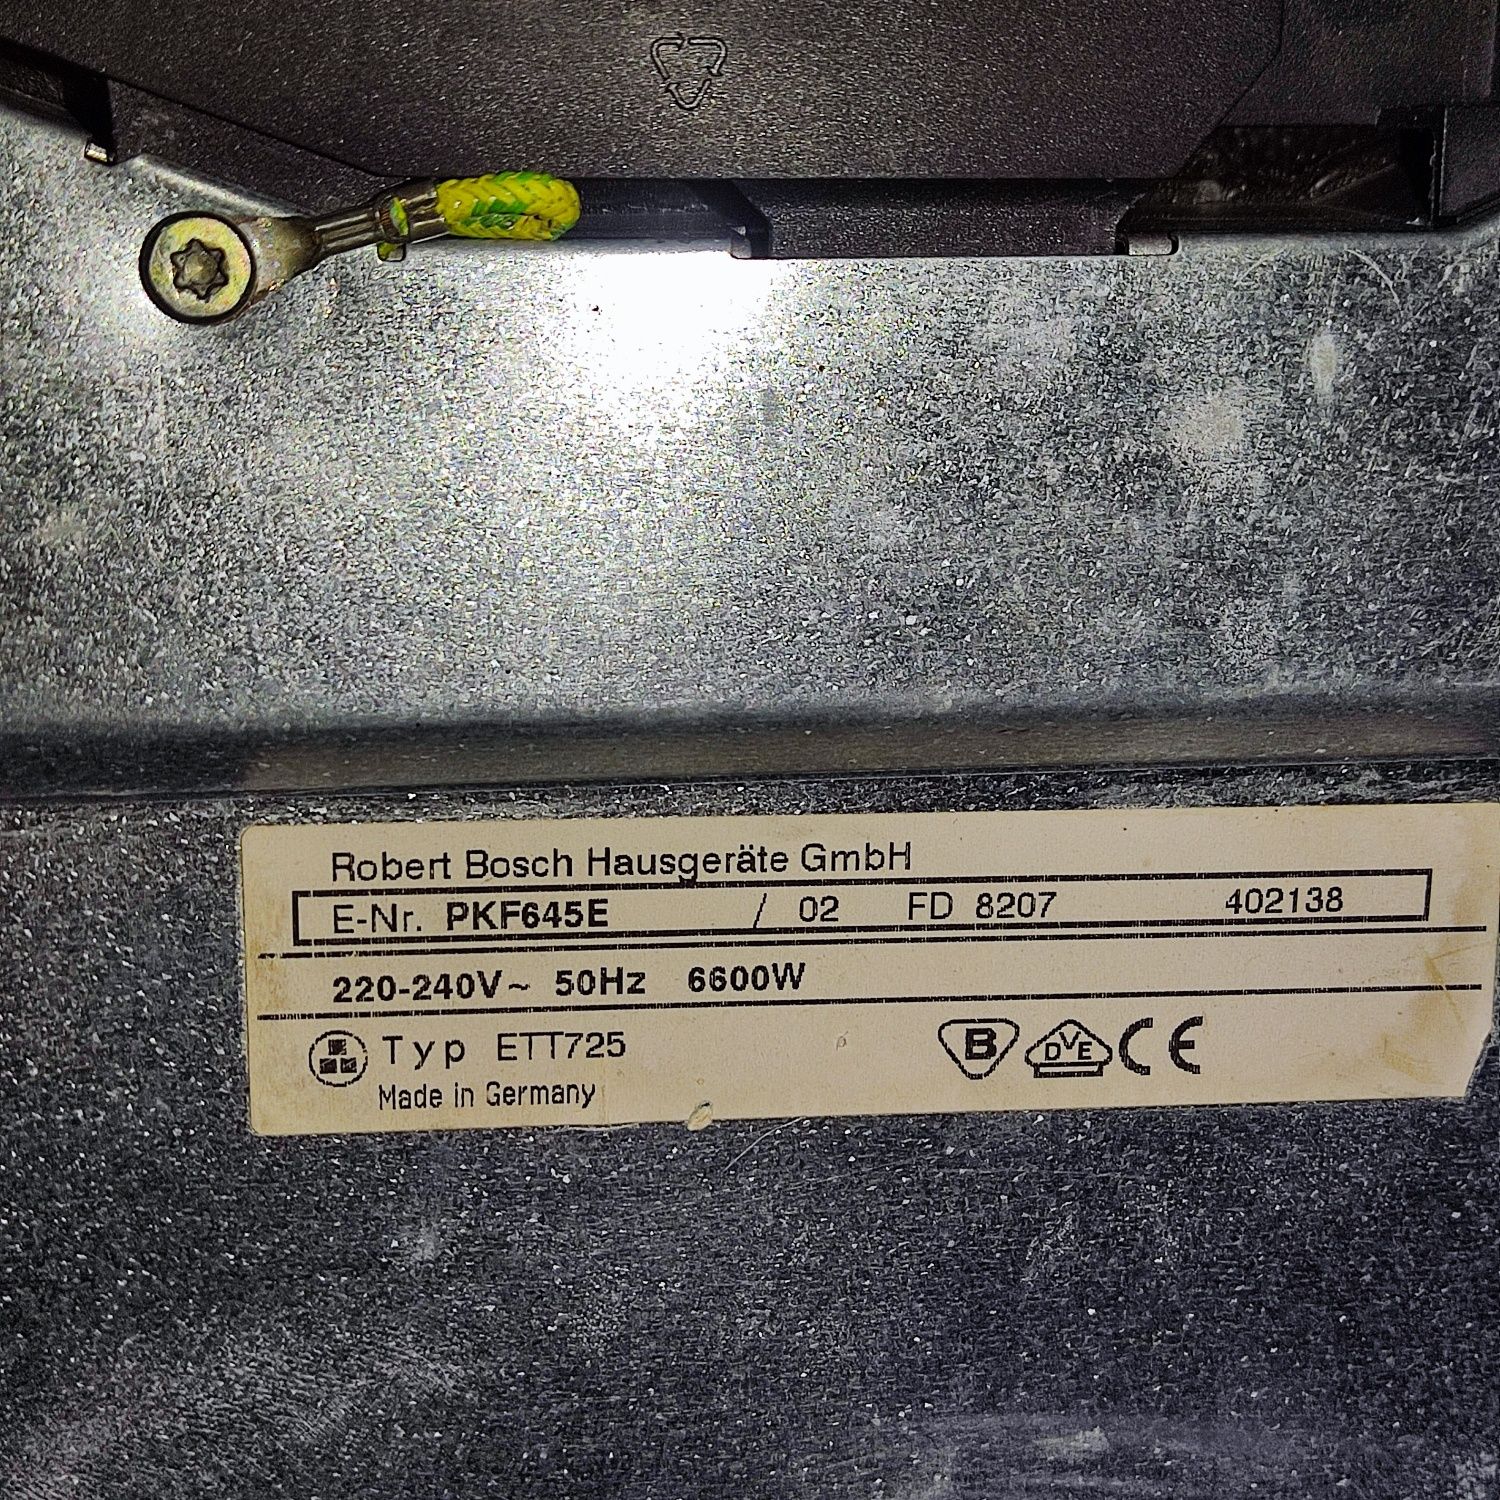 Robert Bosch Hausgeräte GmbH
E-Nr. PKF645E / 02 FD 8207 402138
220-240V~ 50Hz 6600W
Typ ETT725 B DVE CE
Made in Germany